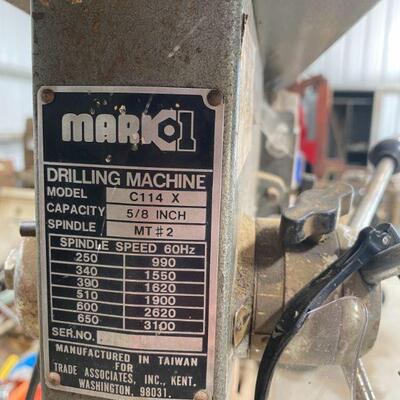 MARK 1
DRILLING MACHINE
MODEL C114 X
CAPACITY 5/8 INCH
SPINDLE MT#2
SPINDLE SPEED 60Hz
250 990
340 1550
390 1620
510 1900
600 2620
650 3100
SER.NO.
MANUFACTURED IN TAIWAN
FOR
TRADE ASSOCIATES, INC., KENT.
WASHINGTON, 98031.